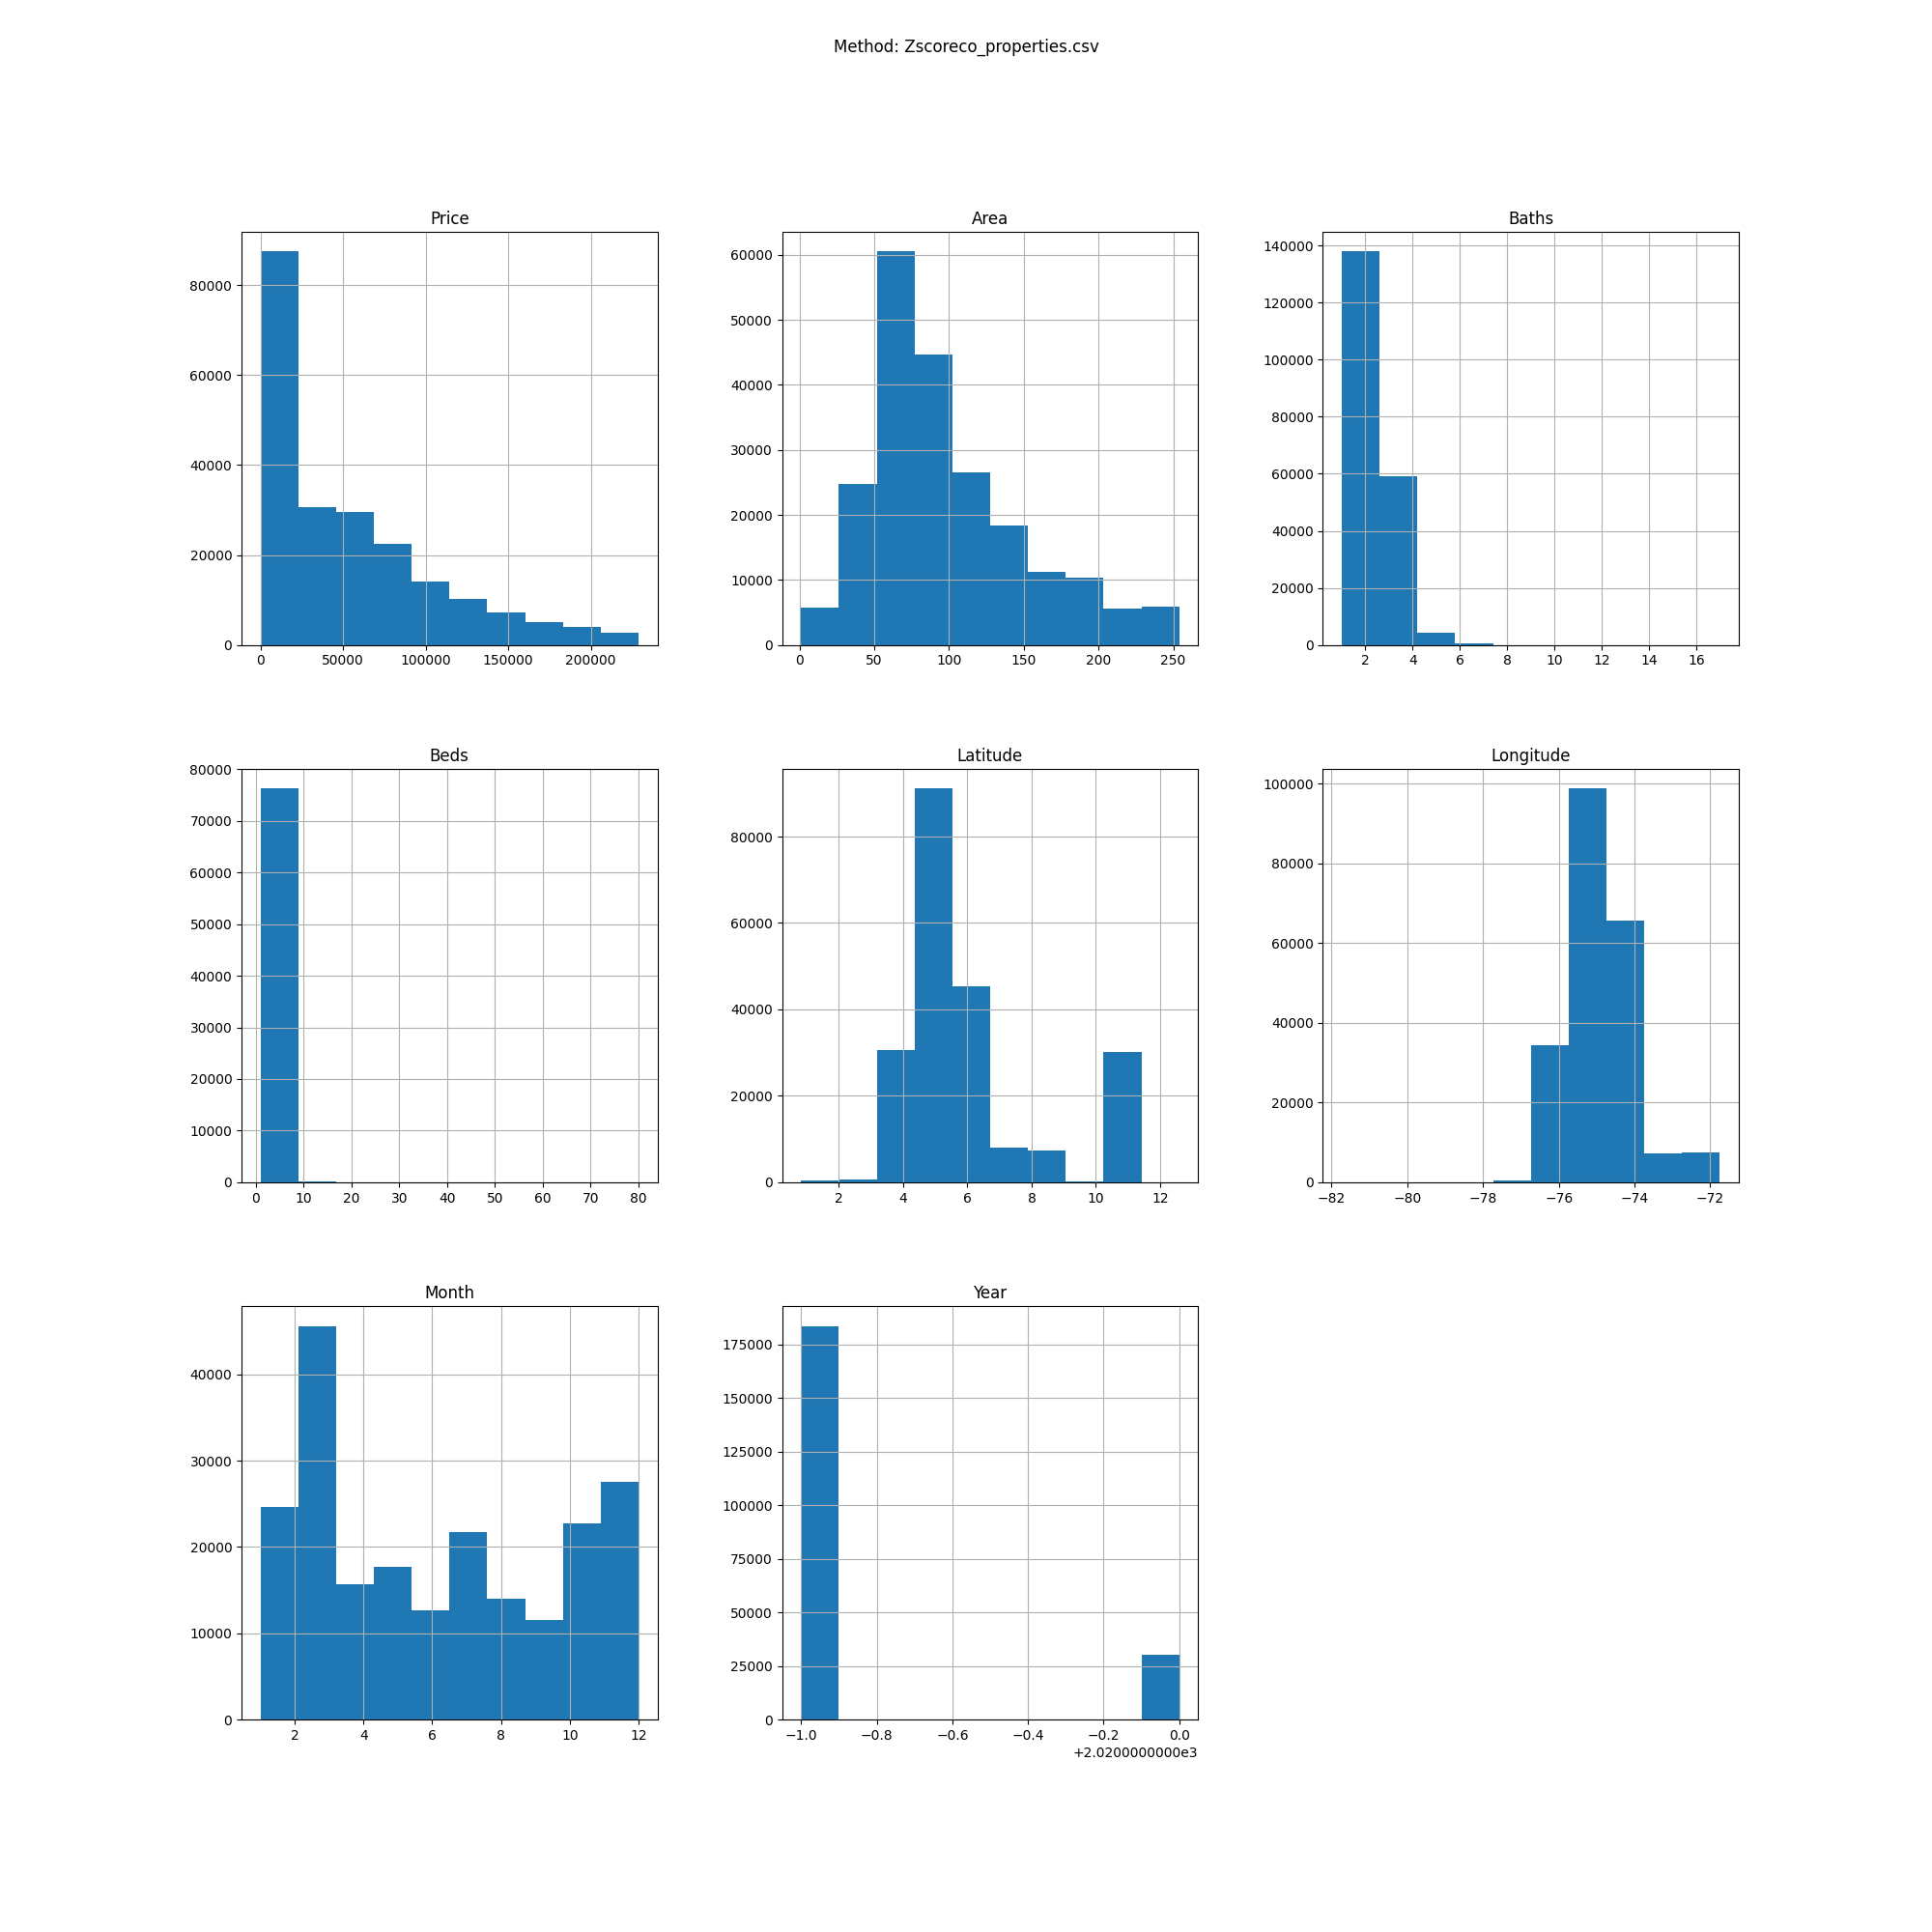 Method: Zscoreco_properties.csv
Price
80000
60000
40000
20000
0
0 50000 100000 150000 200000
Area
60000
50000
40000
30000
20000
10000
0
0 50 100 150 200 250
Baths
140000
120000
100000
80000
60000
40000
20000
0
2 4 6 8 10 12 14 16
Beds
80000
70000
60000
50000
40000
30000
20000
10000
0
0 10 20 30 40 50 60 70 80
Latitude
80000
60000
40000
20000
0
2 4 6 8 10 12
Longitude
100000
80000
60000
40000
20000
0
−82 −80 −78 −76 −74 −72
Month
40000
30000
20000
10000
0
2 4 6 8 10 12
Year
175000
150000
125000
100000
75000
50000
25000
0
−1.0 −0.8 −0.6 −0.4 −0.2 0.0
+2.0200000000e3